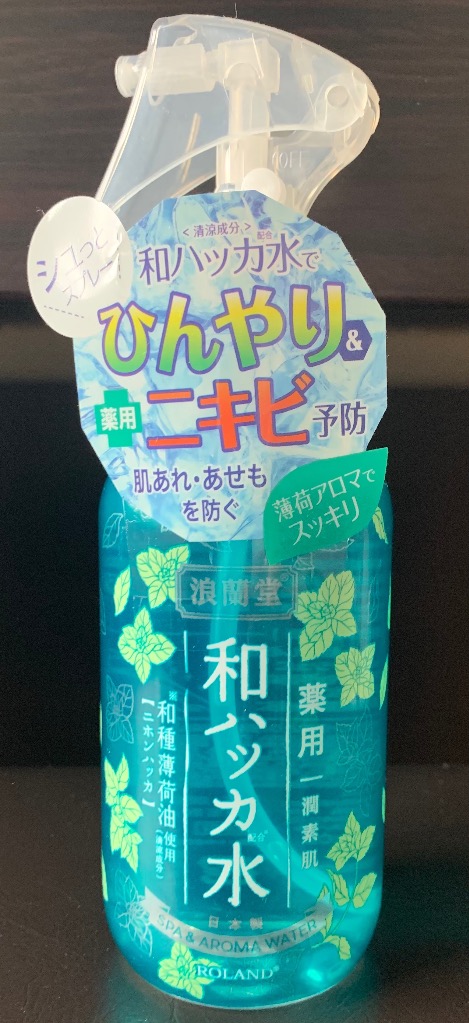 シュッと
スプレー
＜清涼成分＞配合
和ハッカ水で
ひんやり&
薬用ニキビ予防
肌あれ・あせも
を防ぐ
薄荷アロマで
スッキリ
浪蘭堂®
薬用 | 潤素肌
和ハッカ水
配合
※和種薄荷油使用(清涼成分)
【ニホンハッカ】
日本製
SPA & AROMA WATER
ROLAND®